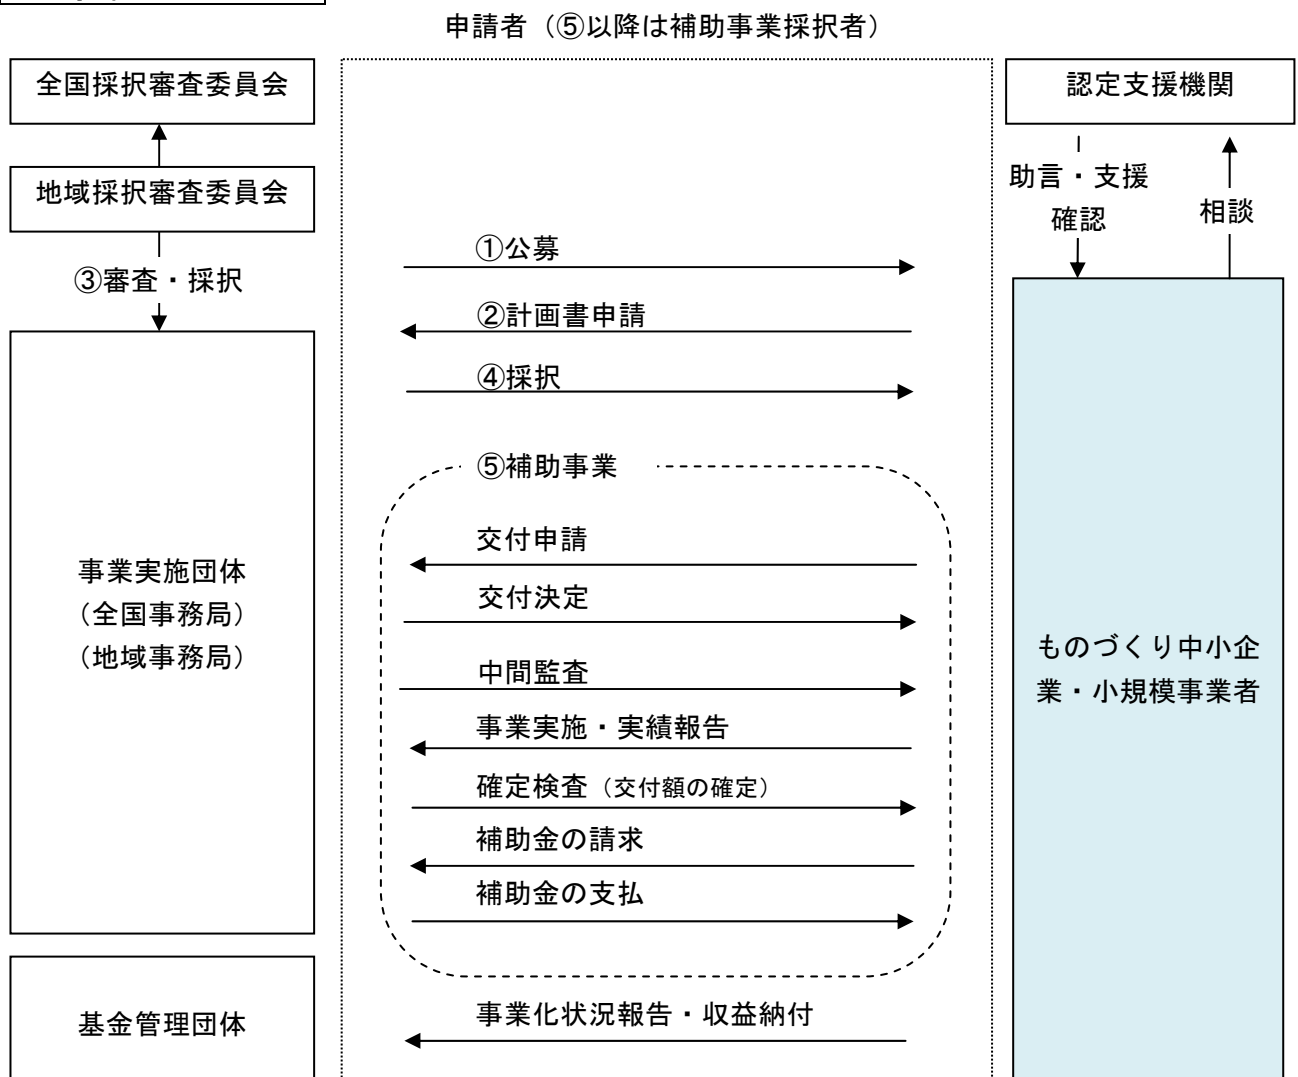 申請者（⑤以降は補助事業採択者）
全国採択審査委員会
地域採択審査委員会
③審査・採択
事業実施団体
（全国事務局）
（地域事務局）
基金管理団体
①公募
②計画書申請
④採択
⑤補助事業
交付申請
交付決定
中間監査
事業実施・実績報告
確定検査（交付額の確定）
補助金の請求
補助金の支払
事業化状況報告・収益納付
認定支援機関
助言・支援
確認
相談
ものづくり中小企
業・小規模事業者